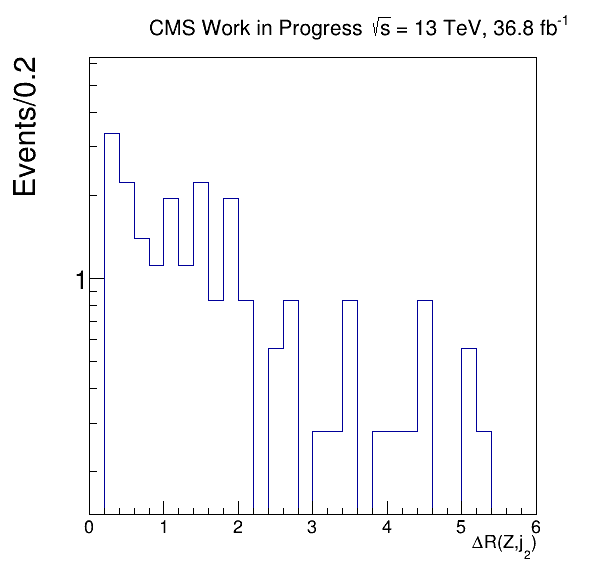 CMS Work in Progress √s = 13 TeV, 36.8 fb⁻¹
Events/0.2
1
0 1 2 3 4 5 6
ΔR(Z,j₂)